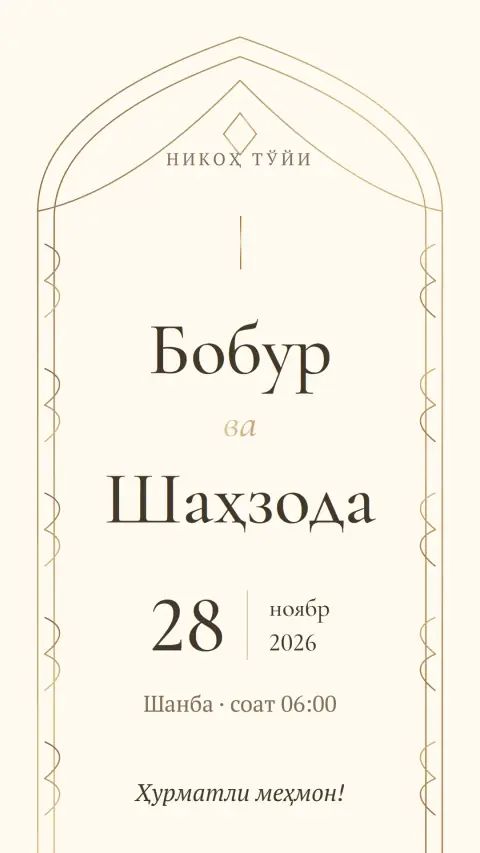 НИКОҲ ТЎЙИ
Бобур
ва
Шаҳзода
28
ноябр
2026
Шанба · соат 06:00
Ҳурматли меҳмон!